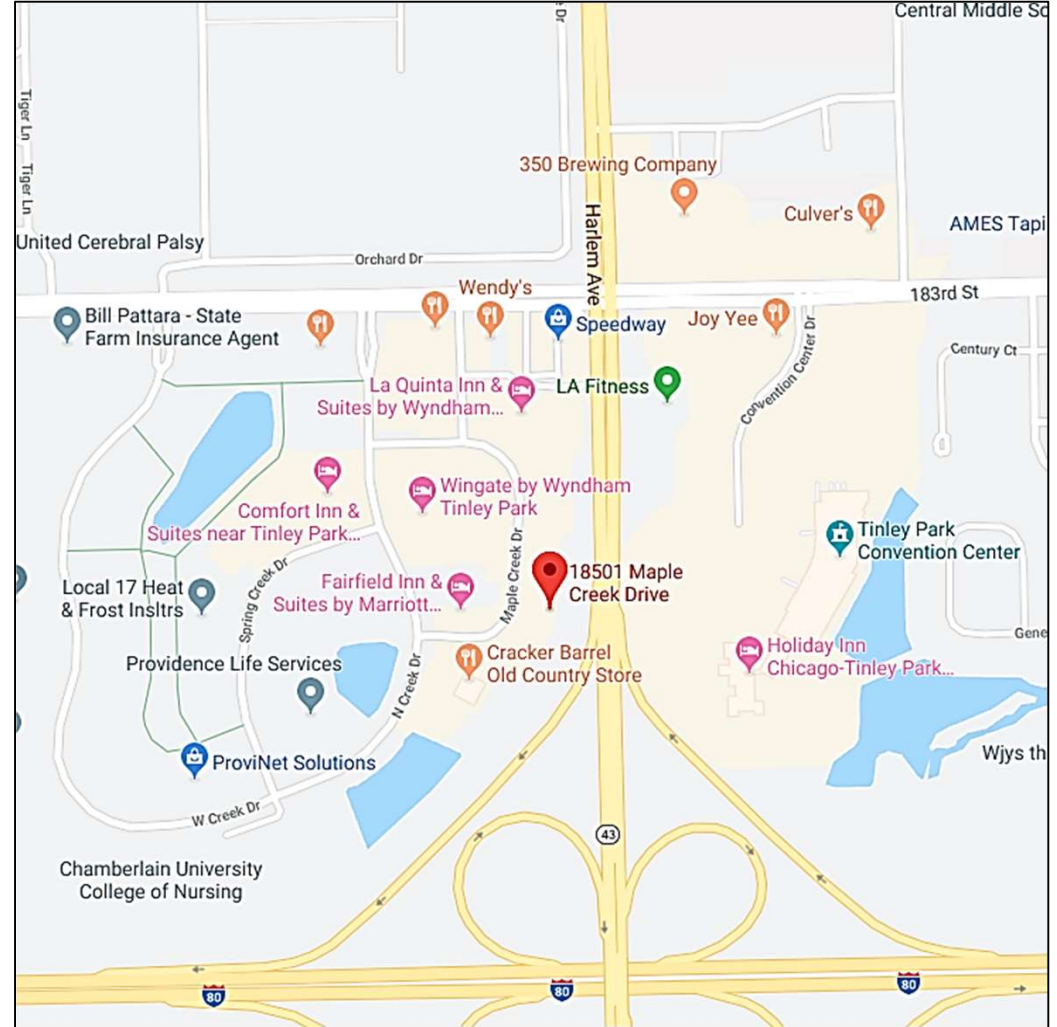 Central Middle Sc
Dr
Tiger Ln
Tiger Ln
350 Brewing Company
Harlem Ave
Culver's
AMES Tapi
United Cerebral Palsy
Orchard Dr
Wendy's
183rd St
Bill Pattara - State
Farm Insurance Agent
Speedway
Joy Yee
Convention Center Dr
Century Ct
La Quinta Inn &
Suites by Wyndham...
LA Fitness
Wingate by Wyndham
Tinley Park
Comfort Inn &
Suites near Tinley Park...
Tinley Park
Convention Center
Spring Creek Dr
Maple Creek Dr
18501 Maple
Creek Drive
Local 17 Heat
& Frost Insltrs
Fairfield Inn &
Suites by Marriott...
Gene
Holiday Inn
Chicago-Tinley Park...
Cracker Barrel
Old Country Store
Providence Life Services
N Creek Dr
Wjys th
ProviNet Solutions
W Creek Dr
43
Chamberlain University
College of Nursing
80
80
80